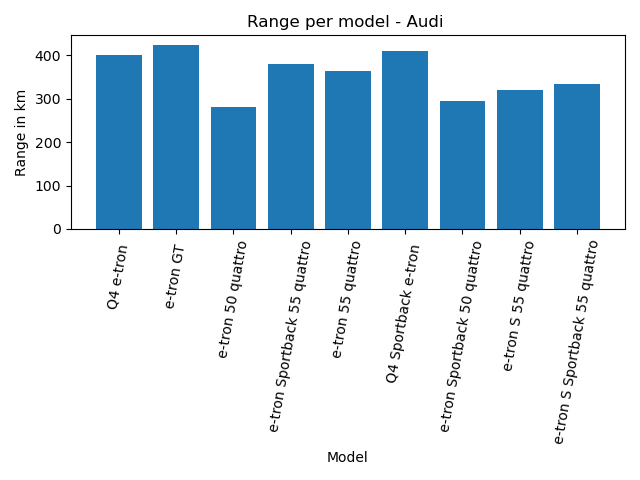 Range per model - Audi
Range in km
400
300
200
100
0
Q4 e-tron
e-tron GT
e-tron 50 quattro
e-tron Sportback 55 quattro
e-tron 55 quattro
Q4 Sportback e-tron
e-tron Sportback 50 quattro
e-tron S 55 quattro
e-tron S Sportback 55 quattro
Model